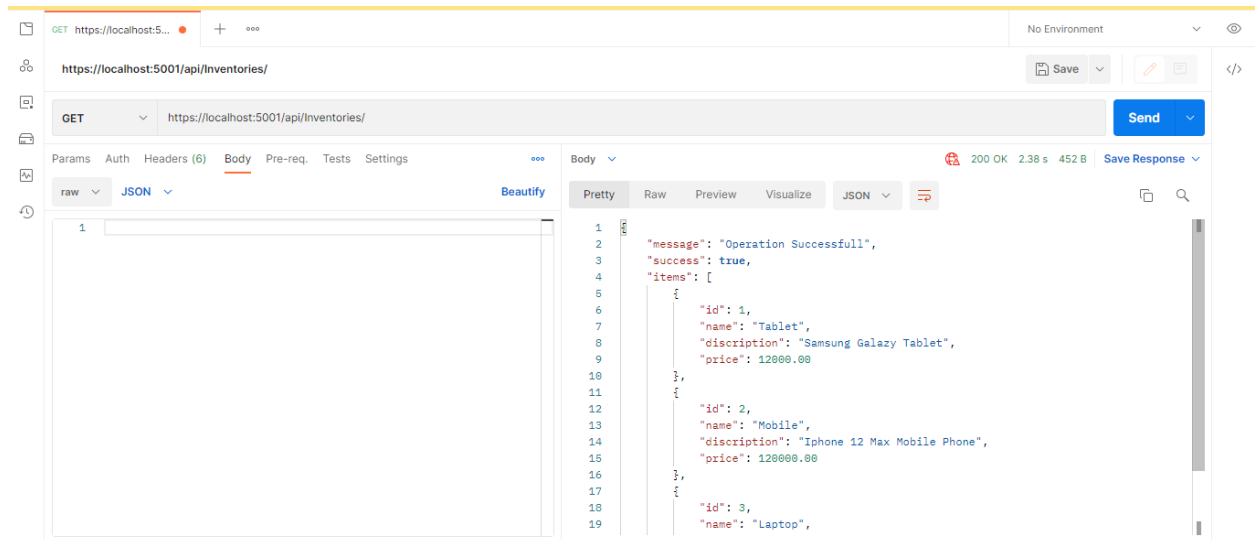 GET https://localhost:5...
No Environment
https://localhost:5001/api/Inventories/
Save
GET https://localhost:5001/api/Inventories/
Send
Params Auth Headers (6) Body Pre-req. Tests Settings
raw JSON Beautify
1
Body 200 OK 2.38 s 452 B Save Response
Pretty Raw Preview Visualize JSON
1 {
2 "message": "Operation Successfull",
3 "success": true,
4 "items": [
5 {
6 "id": 1,
7 "name": "Tablet",
8 "discription": "Samsung Galazy Tablet",
9 "price": 12000.00
10 },
11 {
12 "id": 2,
13 "name": "Mobile",
14 "discription": "Iphone 12 Max Mobile Phone",
15 "price": 120000.00
16 },
17 {
18 "id": 3,
19 "name": "Laptop",